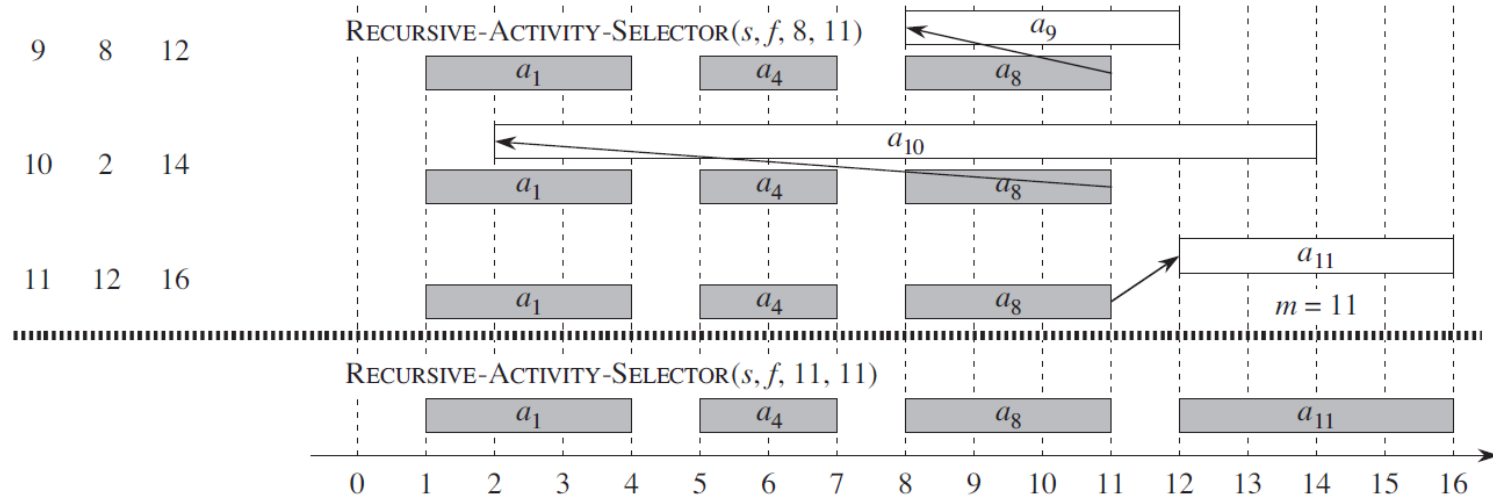 RECURSIVE-ACTIVITY-SELECTOR(s, f, 8, 11)
a9
9 8 12
a1 a4 a8
a10
10 2 14
a1 a4 a8
a11
11 12 16
a1 a4 a8 m = 11
RECURSIVE-ACTIVITY-SELECTOR(s, f, 11, 11)
a1 a4 a8 a11
0 1 2 3 4 5 6 7 8 9 10 11 12 13 14 15 16